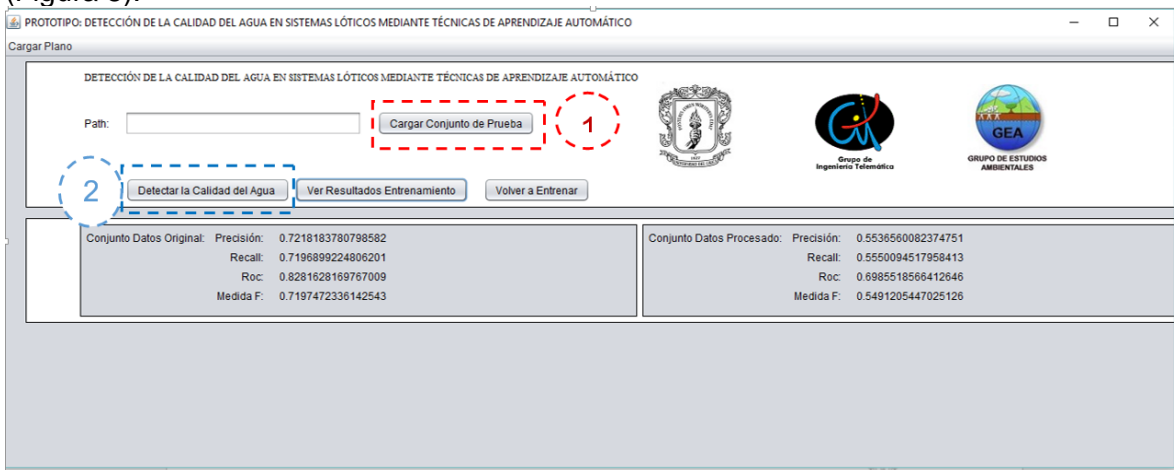 (Figura 3).
PROTOTIPO: DETECCIÓN DE LA CALIDAD DEL AGUA EN SISTEMAS LÓTICOS MEDIANTE TÉCNICAS DE APRENDIZAJE AUTOMÁTICO
Cargar Plano
DETECCIÓN DE LA CALIDAD DEL AGUA EN SISTEMAS LÓTICOS MEDIANTE TÉCNICAS DE APRENDIZAJE AUTOMÁTICO
Path:
Cargar Conjunto de Prueba
1
2
Detectar la Calidad del Agua
Ver Resultados Entrenamiento
Volver a Entrenar
Grupo de
Ingeniería Telemática
GEA
GRUPO DE ESTUDIOS
AMBIENTALES
Conjunto Datos Original: Precisión: 0.7218183780798582
Recall: 0.7196899224806201
Roc: 0.8281628169767009
Medida F: 0.7197472336142543
Conjunto Datos Procesado: Precisión: 0.5536560082374751
Recall: 0.5550094517958413
Roc: 0.6985518566412646
Medida F: 0.5491205447025126